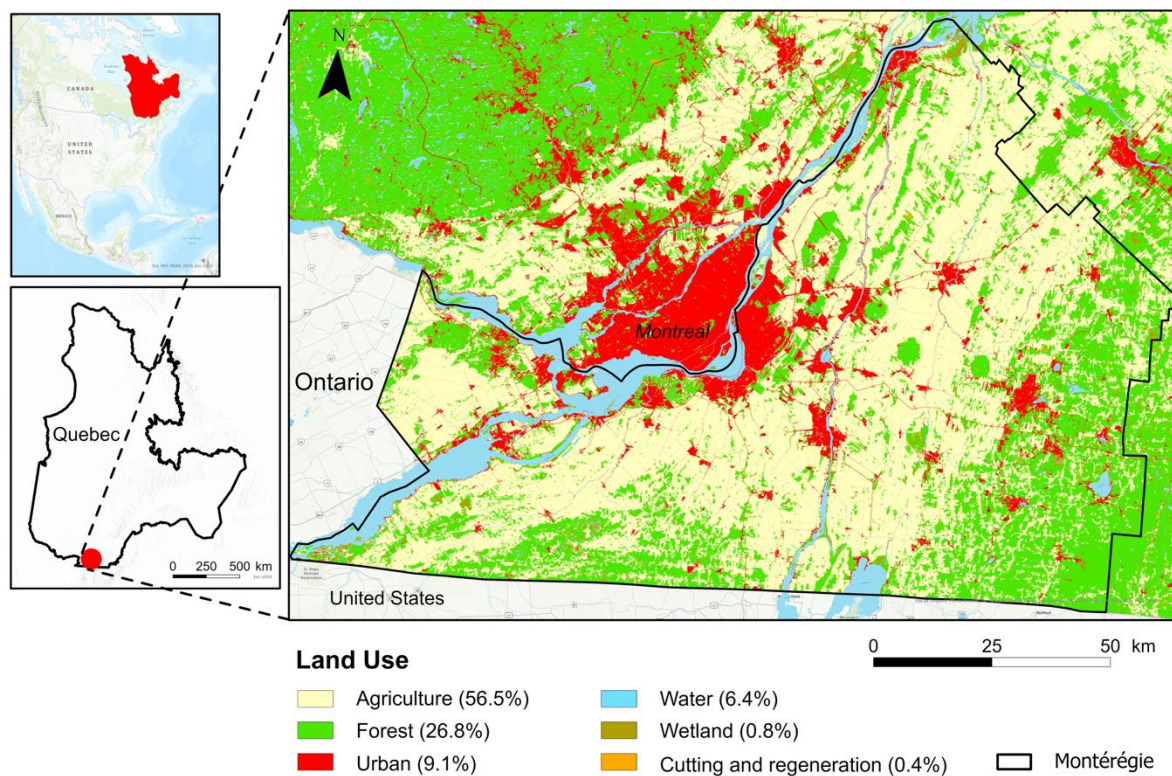 CANADA
UNITED
STATES
MÉXICO
N
Montreal
Ontario
Quebec
0 250 500 km
United States
0 25 50 km
Land Use
Agriculture (56.5%)
Water (6.4%)
Forest (26.8%)
Wetland (0.8%)
Urban (9.1%)
Cutting and regeneration (0.4%)
Montérégie